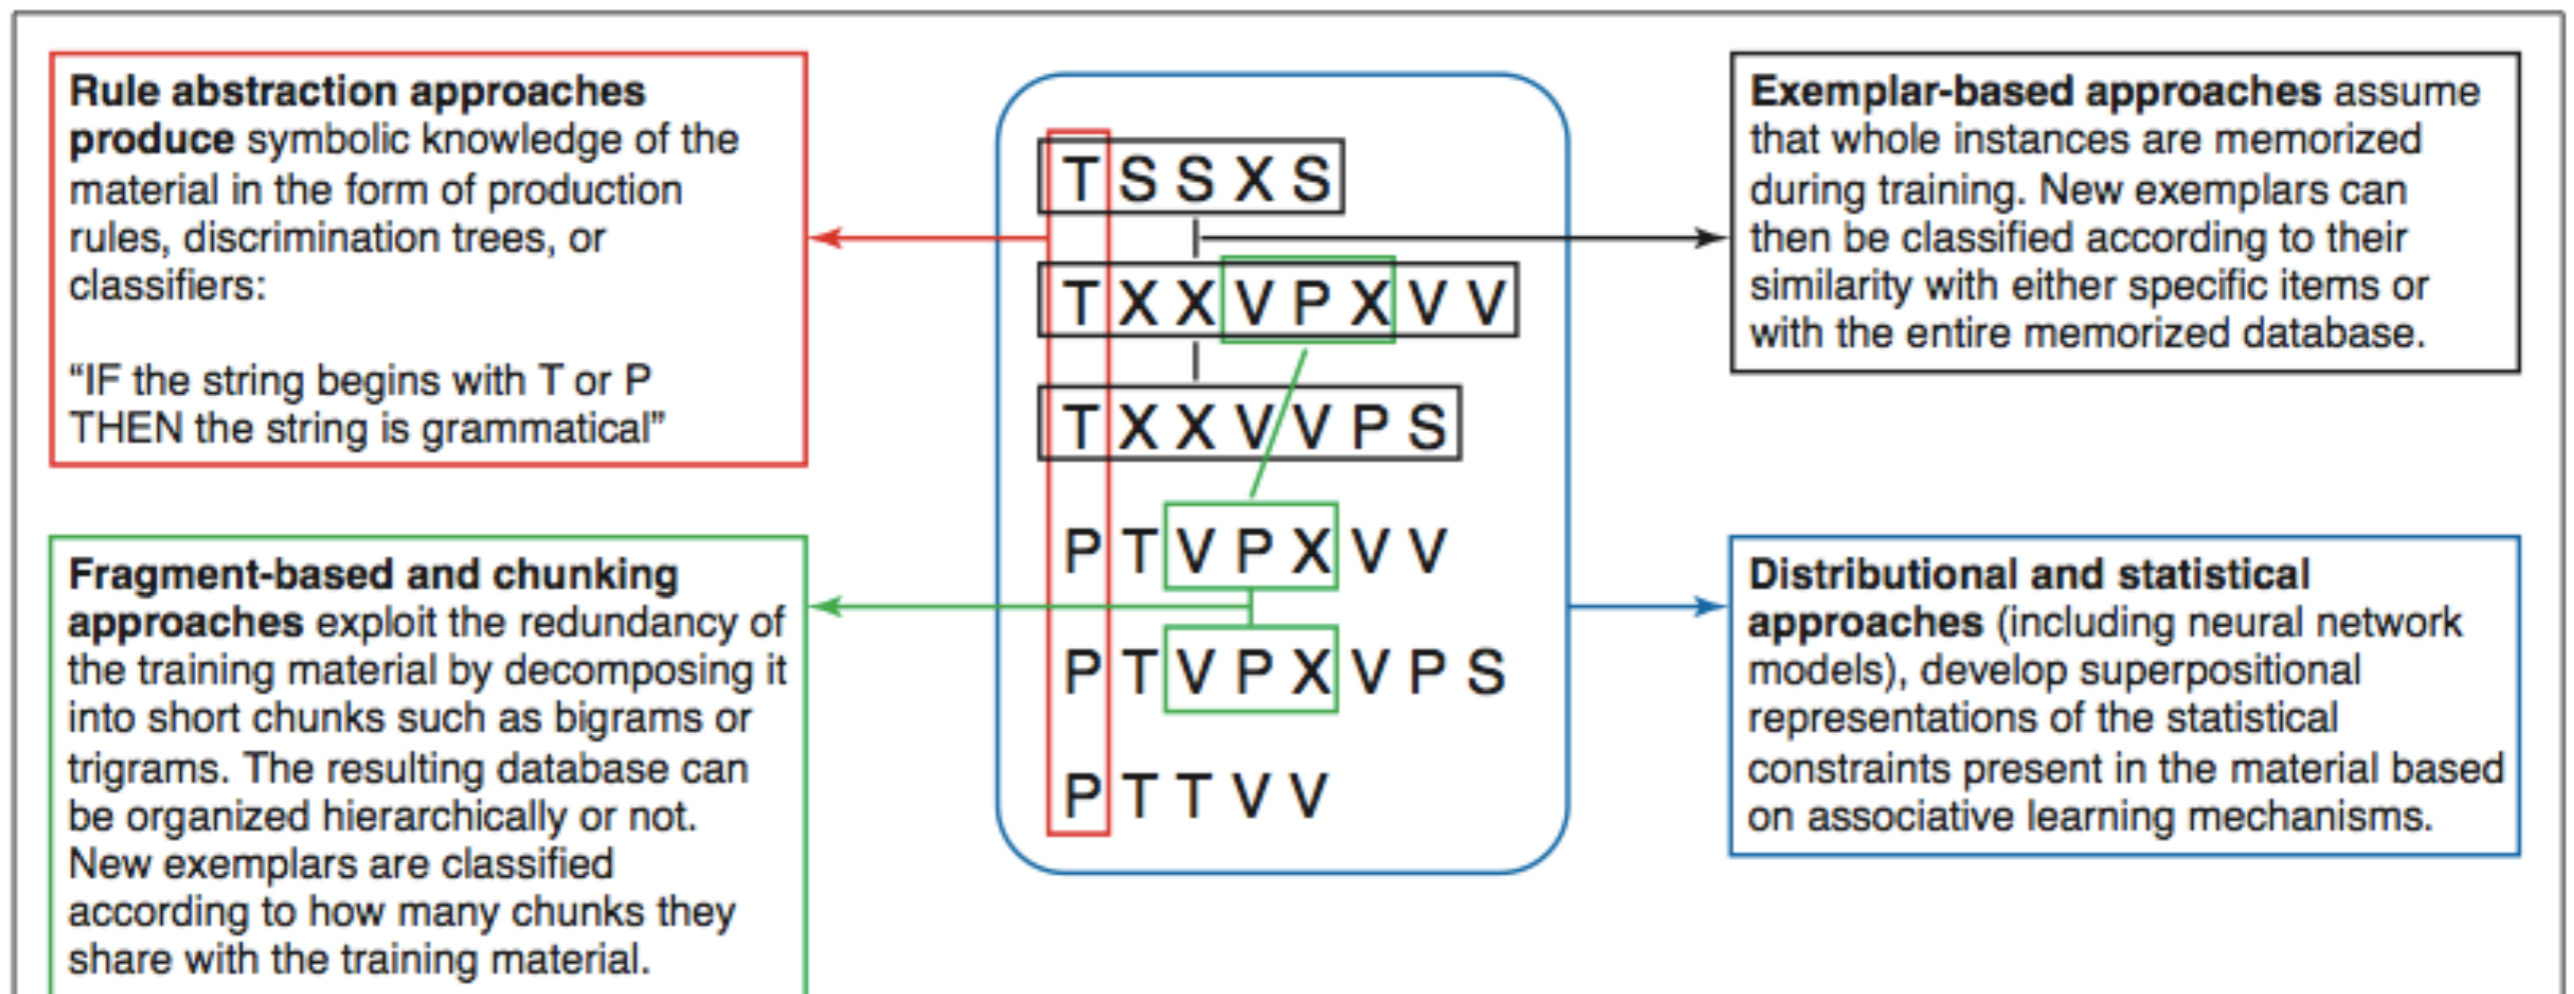 Rule abstraction approaches
produce symbolic knowledge of the
material in the form of production
rules, discrimination trees, or
classifiers:
“IF the string begins with T or P
THEN the string is grammatical”
Fragment-based and chunking
approaches exploit the redundancy of
the training material by decomposing it
into short chunks such as bigrams or
trigrams. The resulting database can
be organized hierarchically or not.
New exemplars are classified
according to how many chunks they
share with the training material.
T S S X S
T X X V P X V V
T X X V V P S
P T V P X V V
P T V P X V P S
P T T V V
Exemplar-based approaches assume
that whole instances are memorized
during training. New exemplars can
then be classified according to their
similarity with either specific items or
with the entire memorized database.
Distributional and statistical
approaches (including neural network
models), develop superpositional
representations of the statistical
constraints present in the material based
on associative learning mechanisms.